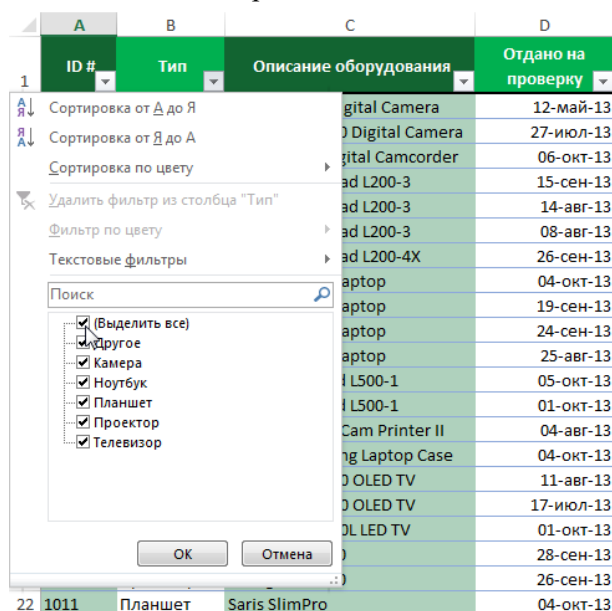 A B C D
1 ID # Тип Описание оборудования Отдано на проверку
Сортировка от А до Я gital Camera 12-май-13
Сортировка от Я до А 0 Digital Camera 27-июл-13
Сортировка по цвету gital Camcorder 06-окт-13
ad L200-3 15-сен-13
Удалить фильтр из столбца "Тип" ad L200-3 14-авг-13
Фильтр по цвету ad L200-3 08-авг-13
Текстовые фильтры ad L200-4X 26-сен-13
aptop 04-окт-13
Поиск aptop 19-сен-13
(Выделить все) aptop 24-сен-13
Другое aptop 25-авг-13
Камера
Ноутбук d L500-1 05-окт-13
Планшет d L500-1 01-окт-13
Проектор Cam Printer II 04-авг-13
Телевизор ng Laptop Case 04-окт-13
0 OLED TV 11-авг-13
0 OLED TV 17-июл-13
0L LED TV 01-окт-13
ОК Отмена 0 28-сен-13
0 26-сен-13
22 1011 Планшет Saris SlimPro 04-окт-13